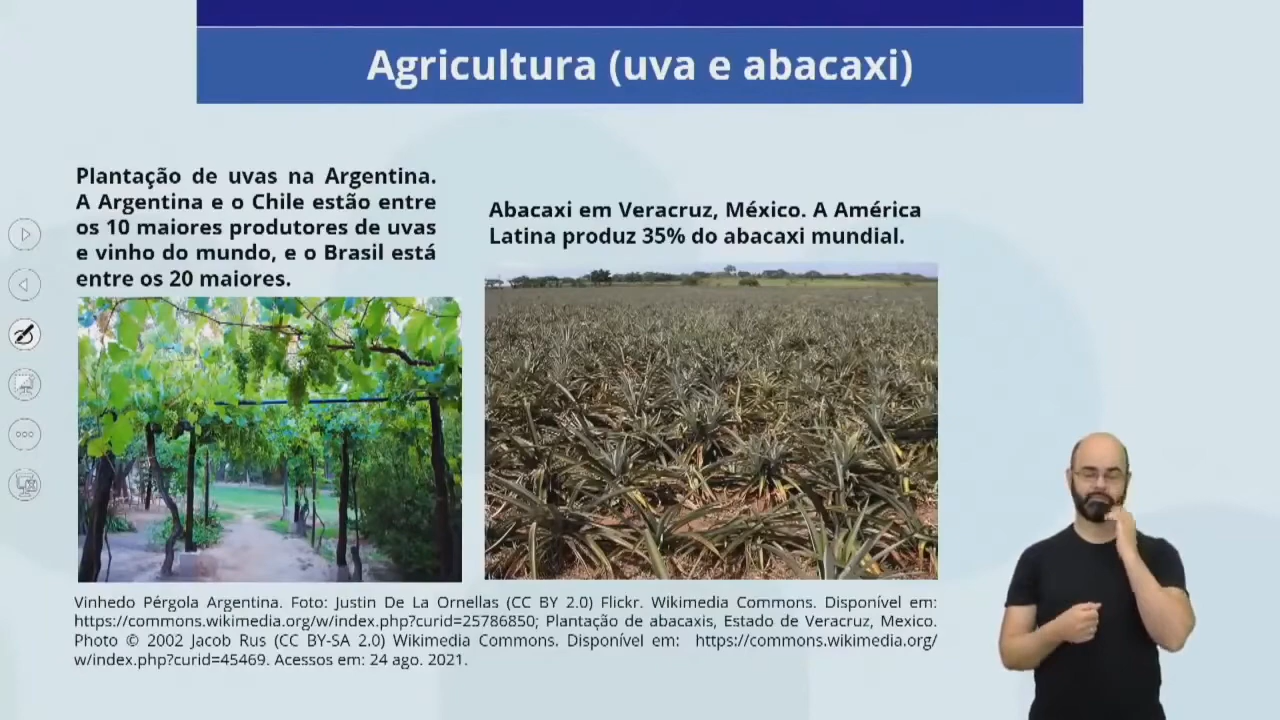 Agricultura (uva e abacaxi)
Plantação de uvas na Argentina.
A Argentina e o Chile estão entre
os 10 maiores produtores de uvas
e vinho do mundo, e o Brasil está
entre os 20 maiores.
Abacaxi em Veracruz, México. A América
Latina produz 35% do abacaxi mundial.
Vinhedo Pérgola Argentina. Foto: Justin De La Ornellas (CC BY 2.0) Flickr. Wikimedia Commons. Disponível em:
https://commons.wikimedia.org/w/index.php?curid=25786850; Plantação de abacaxis, Estado de Veracruz, Mexico.
Photo © 2002 Jacob Rus (CC BY-SA 2.0) Wikimedia Commons. Disponível em: https://commons.wikimedia.org/
w/index.php?curid=45469. Acessos em: 24 ago. 2021.